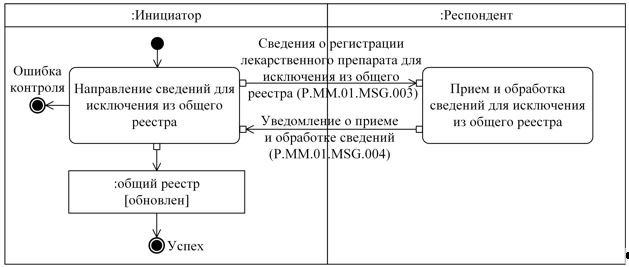 :Инициатор
:Респондент
Сведения о регистрации
лекарственного препарата для
исключения из общего
реестра (P.MM.01.MSG.003)
Ошибка
контроля
Направление сведений для
исключения из общего
реестра
Прием и обработка
сведений для исключения
из общего реестра
Уведомление о приеме
и обработке сведений
(P.MM.01.MSG.004)
:общий реестр
[обновлен]
Успех